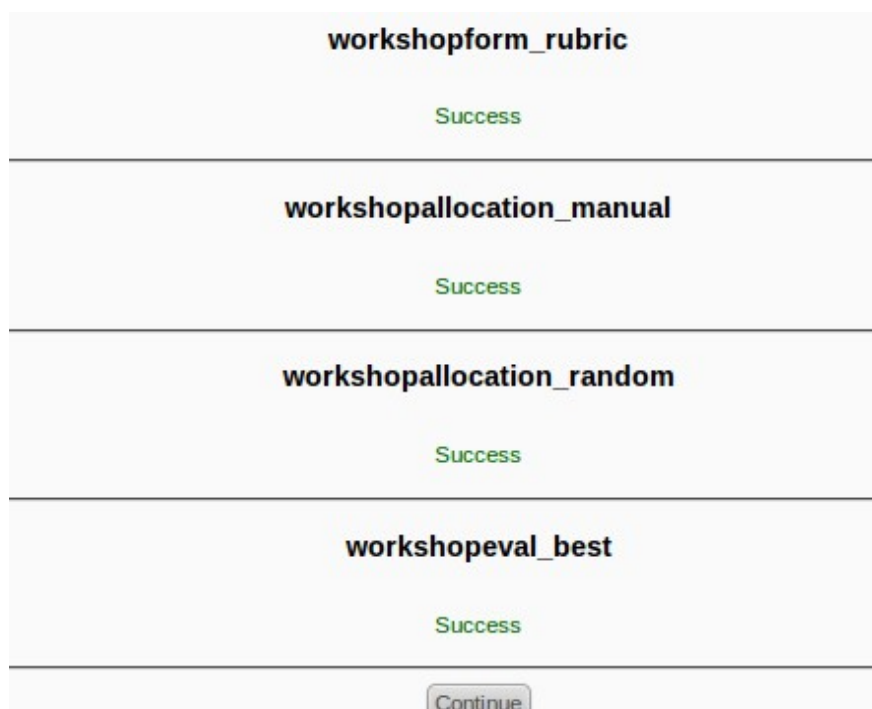 workshopform_rubric
Success
workshopallocation_manual
Success
workshopallocation_random
Success
workshopeval_best
Success
Continue